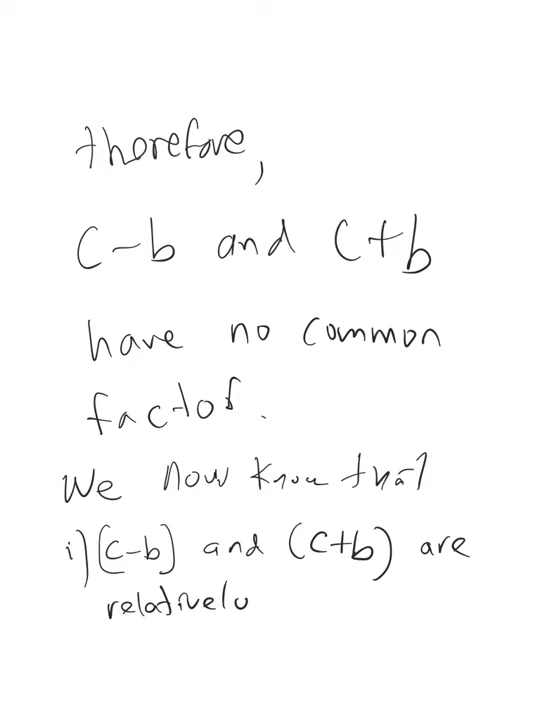 therefore,
c-b and c+b
have no common
factor.
We now know that
i) (c-b) and (c+b) are
relatively